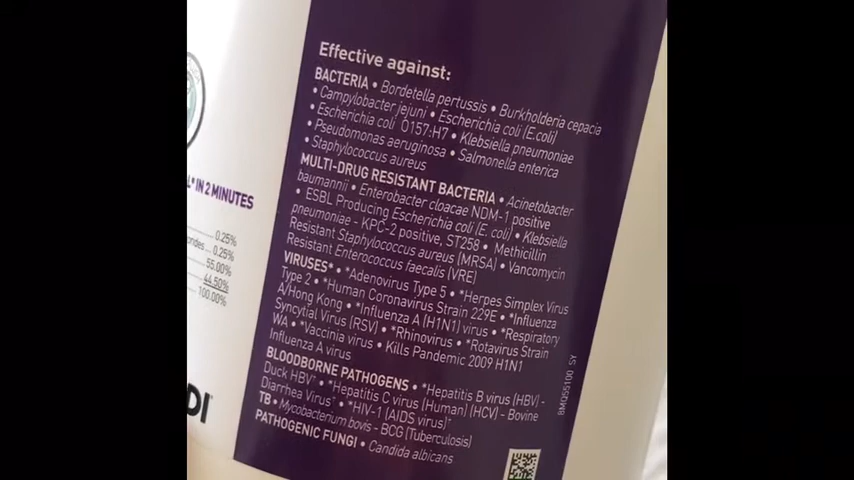 Effective against:
BACTERIA • Bordetella pertussis • Burkholderia cepacia
• Campylobacter jejuni • Escherichia coli (E.coli)
• Escherichia coli O157:H7 • Klebsiella pneumoniae
• Pseudomonas aeruginosa • Salmonella enterica
• Staphylococcus aureus
MULTI-DRUG RESISTANT BACTERIA • Acinetobacter
baumannii • Enterobacter cloacae NDM-1 positive
• ESBL Producing Escherichia coli (E. coli) • Klebsiella
pneumoniae - KPC-2 positive, ST258 • Methicillin
Resistant Staphylococcus aureus (MRSA) • Vancomycin
Resistant Enterococcus faecalis (VRE)
VIRUSES* • *Adenovirus Type 5 • *Herpes Simplex Virus
Type 2 • *Human Coronavirus Strain 229E • *Influenza
A/Hong Kong • *Influenza A (H1N1) virus • *Respiratory
Syncytial Virus (RSV) • *Rhinovirus • *Rotavirus Strain
WA • *Vaccinia virus • Kills Pandemic 2009 H1N1
Influenza A virus
BLOODBORNE PATHOGENS • *Hepatitis B virus (HBV) -
Duck HBV† • *Hepatitis C virus (Human) (HCV) - Bovine
Diarrhea Virus† • *HIV-1 (AIDS virus)†
TB • Mycobacterium bovis - BCG (Tuberculosis)
PATHOGENIC FUNGI • Candida albicans
8MQ55100 SY
L* IN 2 MINUTES
0.25%
0.25%
55.00%
44.50%
100.00%
DI